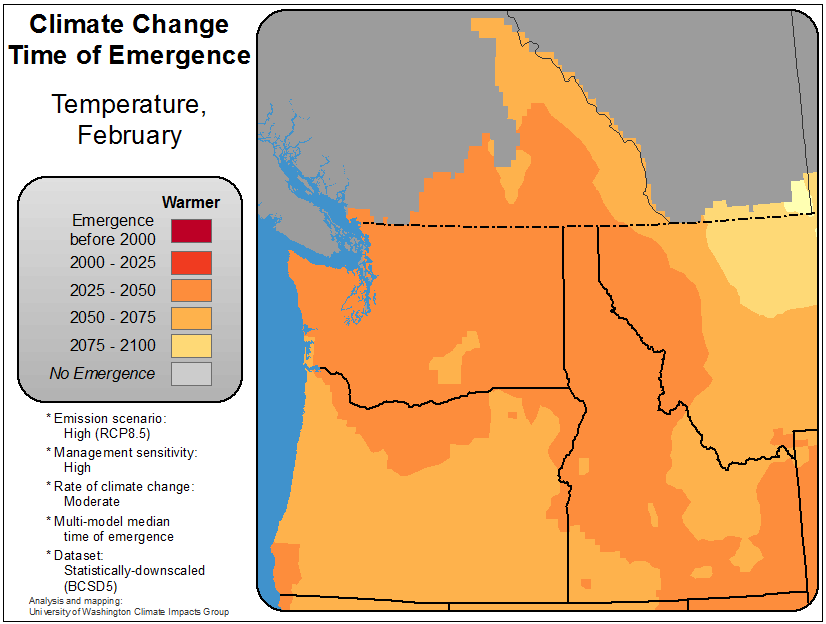 Climate Change
Time of Emergence
Temperature,
February
Warmer
Emergence
before 2000
2000 - 2025
2025 - 2050
2050 - 2075
2075 - 2100
No Emergence
* Emission scenario:
High (RCP8.5)
* Management sensitivity:
High
* Rate of climate change:
Moderate
* Multi-model median
time of emergence
* Dataset:
Statistically-downscaled
(BCSD5)
Analysis and mapping:
University of Washington Climate Impacts Group